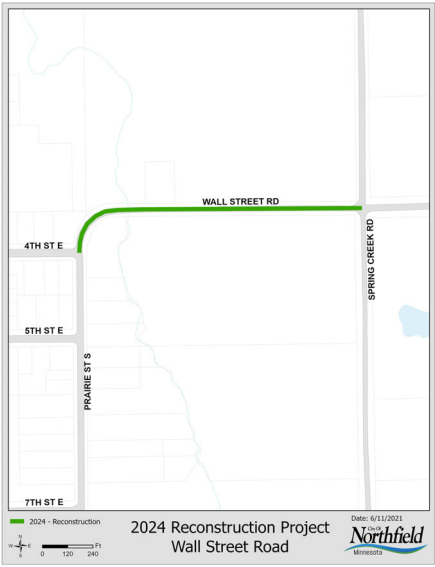 WALL STREET RD
4TH ST E
SPRING CREEK RD
5TH ST E
PRAIRIE ST S
7TH ST E
2024 - Reconstruction
N
W E
S
0 120 240 Ft
2024 Reconstruction Project
Wall Street Road
Date: 6/11/2021
City Of
Northfield
Minnesota